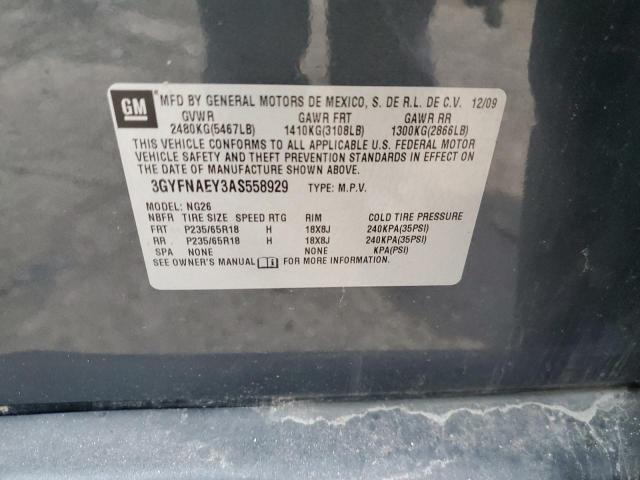 GM
MFD BY GENERAL MOTORS DE MEXICO, S. DE R.L. DE C.V. 12/09
GVWR GAWR FRT GAWR RR
2480KG(5467LB) 1410KG(3108LB) 1300KG(2866LB)
THIS VEHICLE CONFORMS TO ALL APPLICABLE U.S. FEDERAL MOTOR
VEHICLE SAFETY AND THEFT PREVENTION STANDARDS IN EFFECT ON
THE DATE OF MANUFACTURE SHOWN ABOVE.
3GYFNAEY3AS558929 TYPE: M.P.V.
MODEL: NG26
NBFR TIRE SIZE SPEED RTG RIM COLD TIRE PRESSURE
FRT P235/65R18 H 18X8J 240KPA(35PSI)
RR P235/65R18 H 18X8J 240KPA(35PSI)
SPA NONE NONE KPA(PSI)
SEE OWNER'S MANUAL FOR MORE INFORMATION.